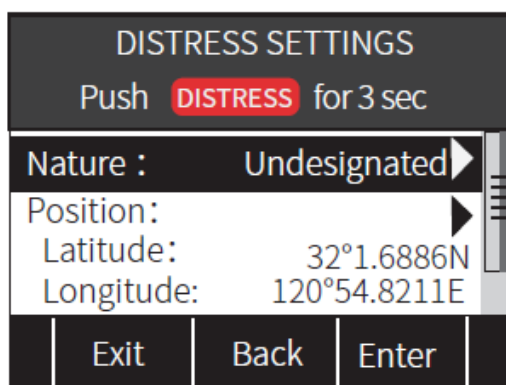 DISTRESS SETTINGS
Push DISTRESS for 3 sec
Nature : Undesignated
Position:
Latitude: 32°1.6886N
Longitude: 120°54.8211E
Exit Back Enter